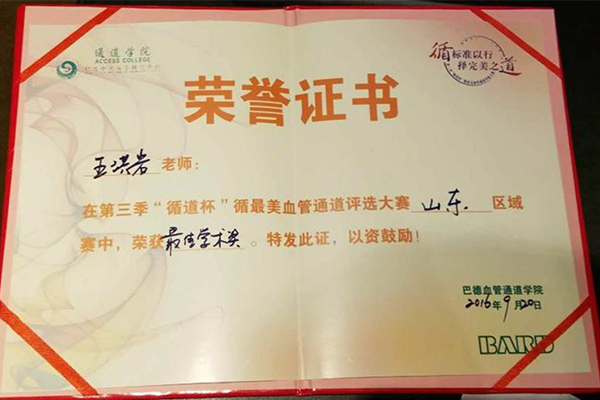 通道学院
ACCESS COLLEGE
循标准以行
择完美之道
荣誉证书
王洪岩老师：
在第三季“循道杯”循最美血管通道评选大赛山东区域
赛中，荣获最佳学术奖。特发此证，以资鼓励！
巴德血管通道学院
2016年9月20日
BARD